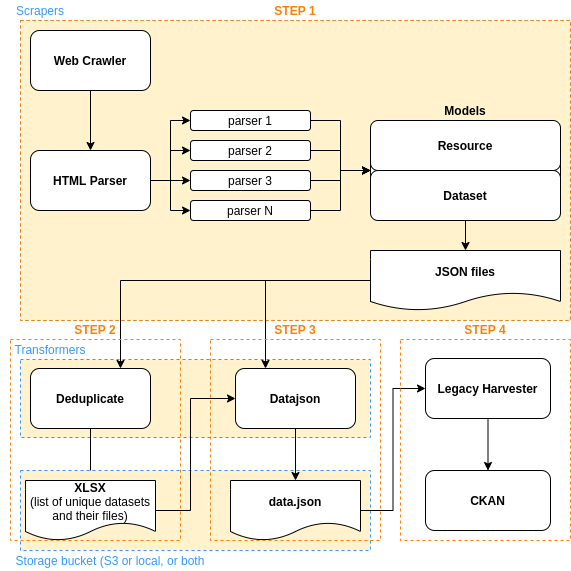 Scrapers
STEP 1
Web Crawler
HTML Parser
parser 1
parser 2
parser 3
parser N
Models
Resource
Dataset
JSON files
STEP 2
STEP 3
STEP 4
Transformers
Deduplicate
Datajson
Legacy Harvester
XLSX
(list of unique datasets
and their files)
data.json
CKAN
Storage bucket (S3 or local, or both